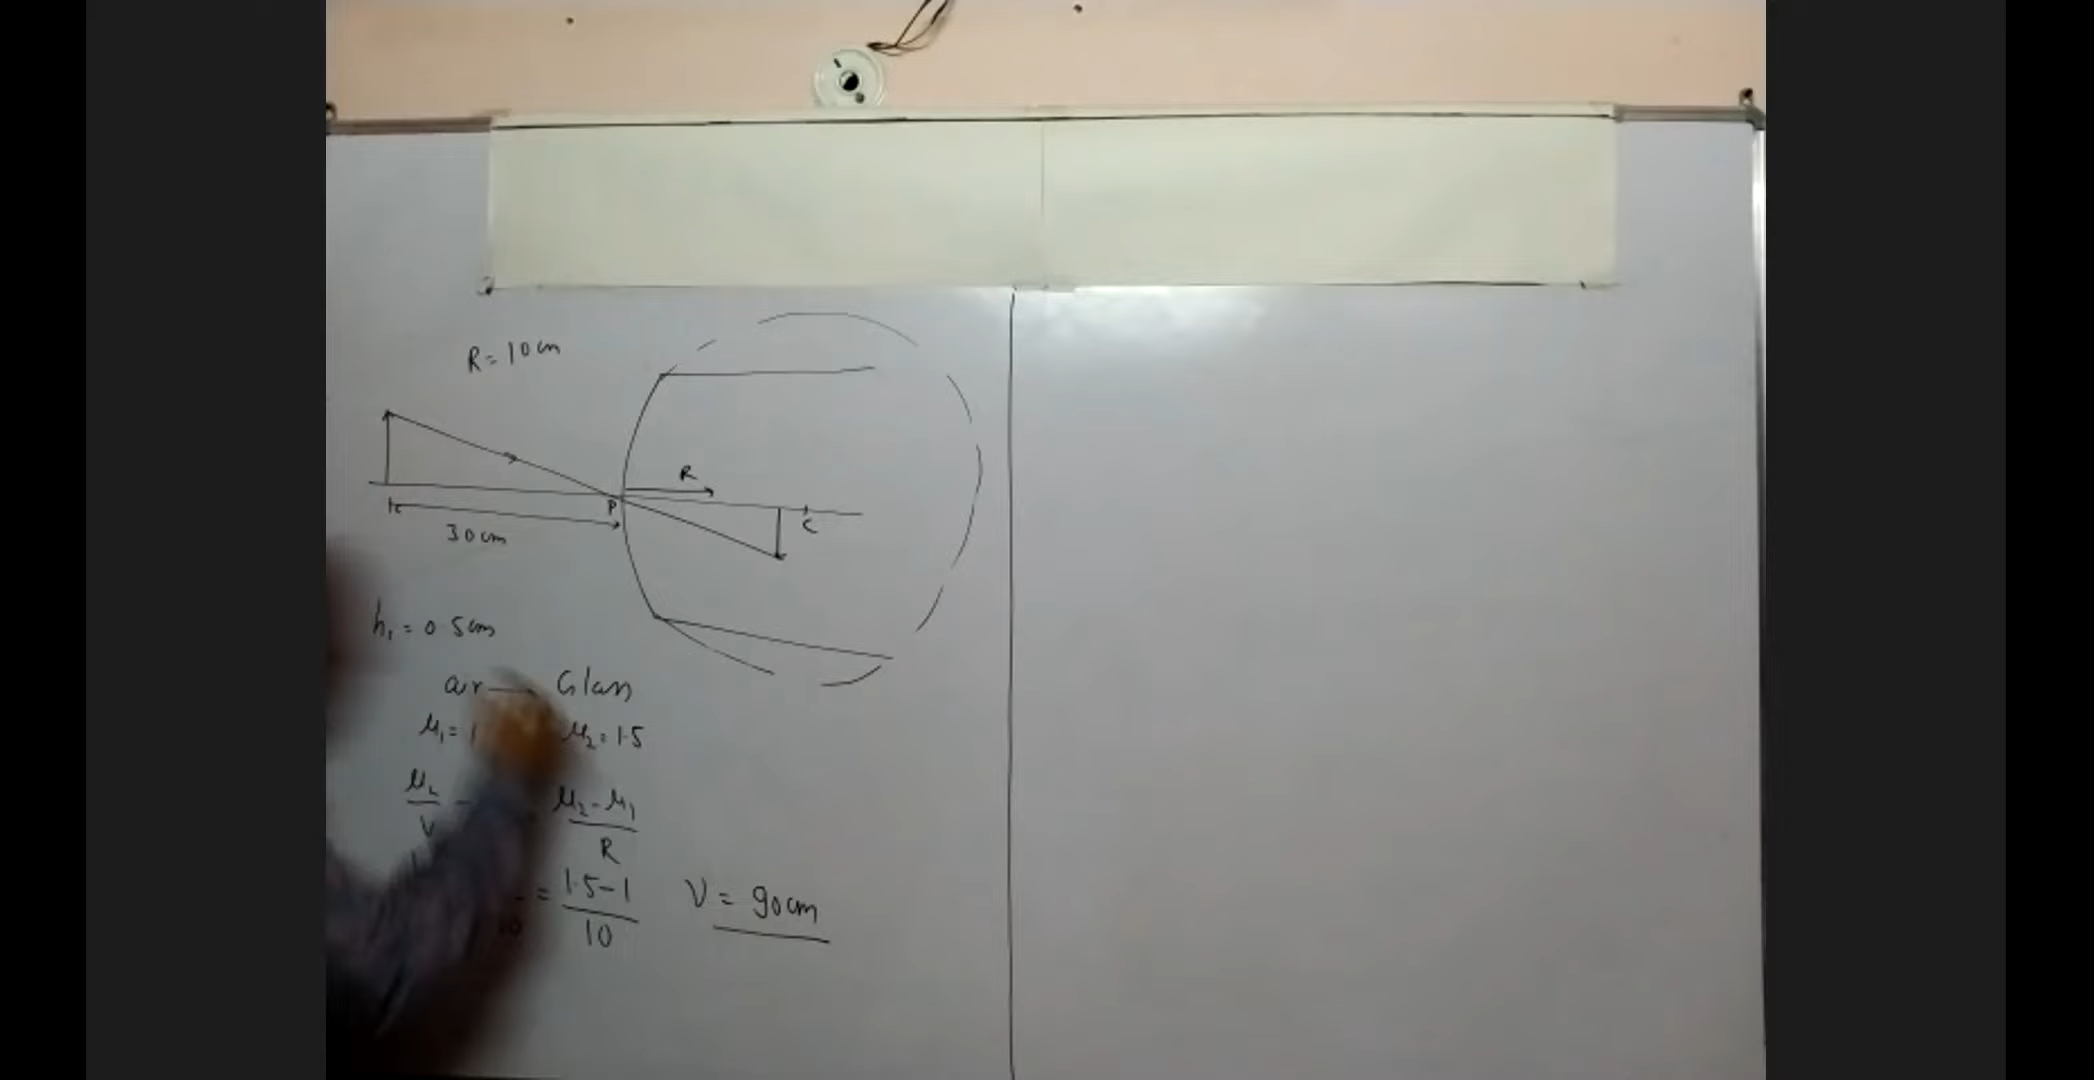 R = 10 cm
R
P
C
30 cm
h₁ = 0.5 cm
air → Glass
μ₁ = 1 μ₂ = 1.5
μ₂/V - = (μ₂ - μ₁)/R
= (1.5 - 1)/10 V = 90 cm